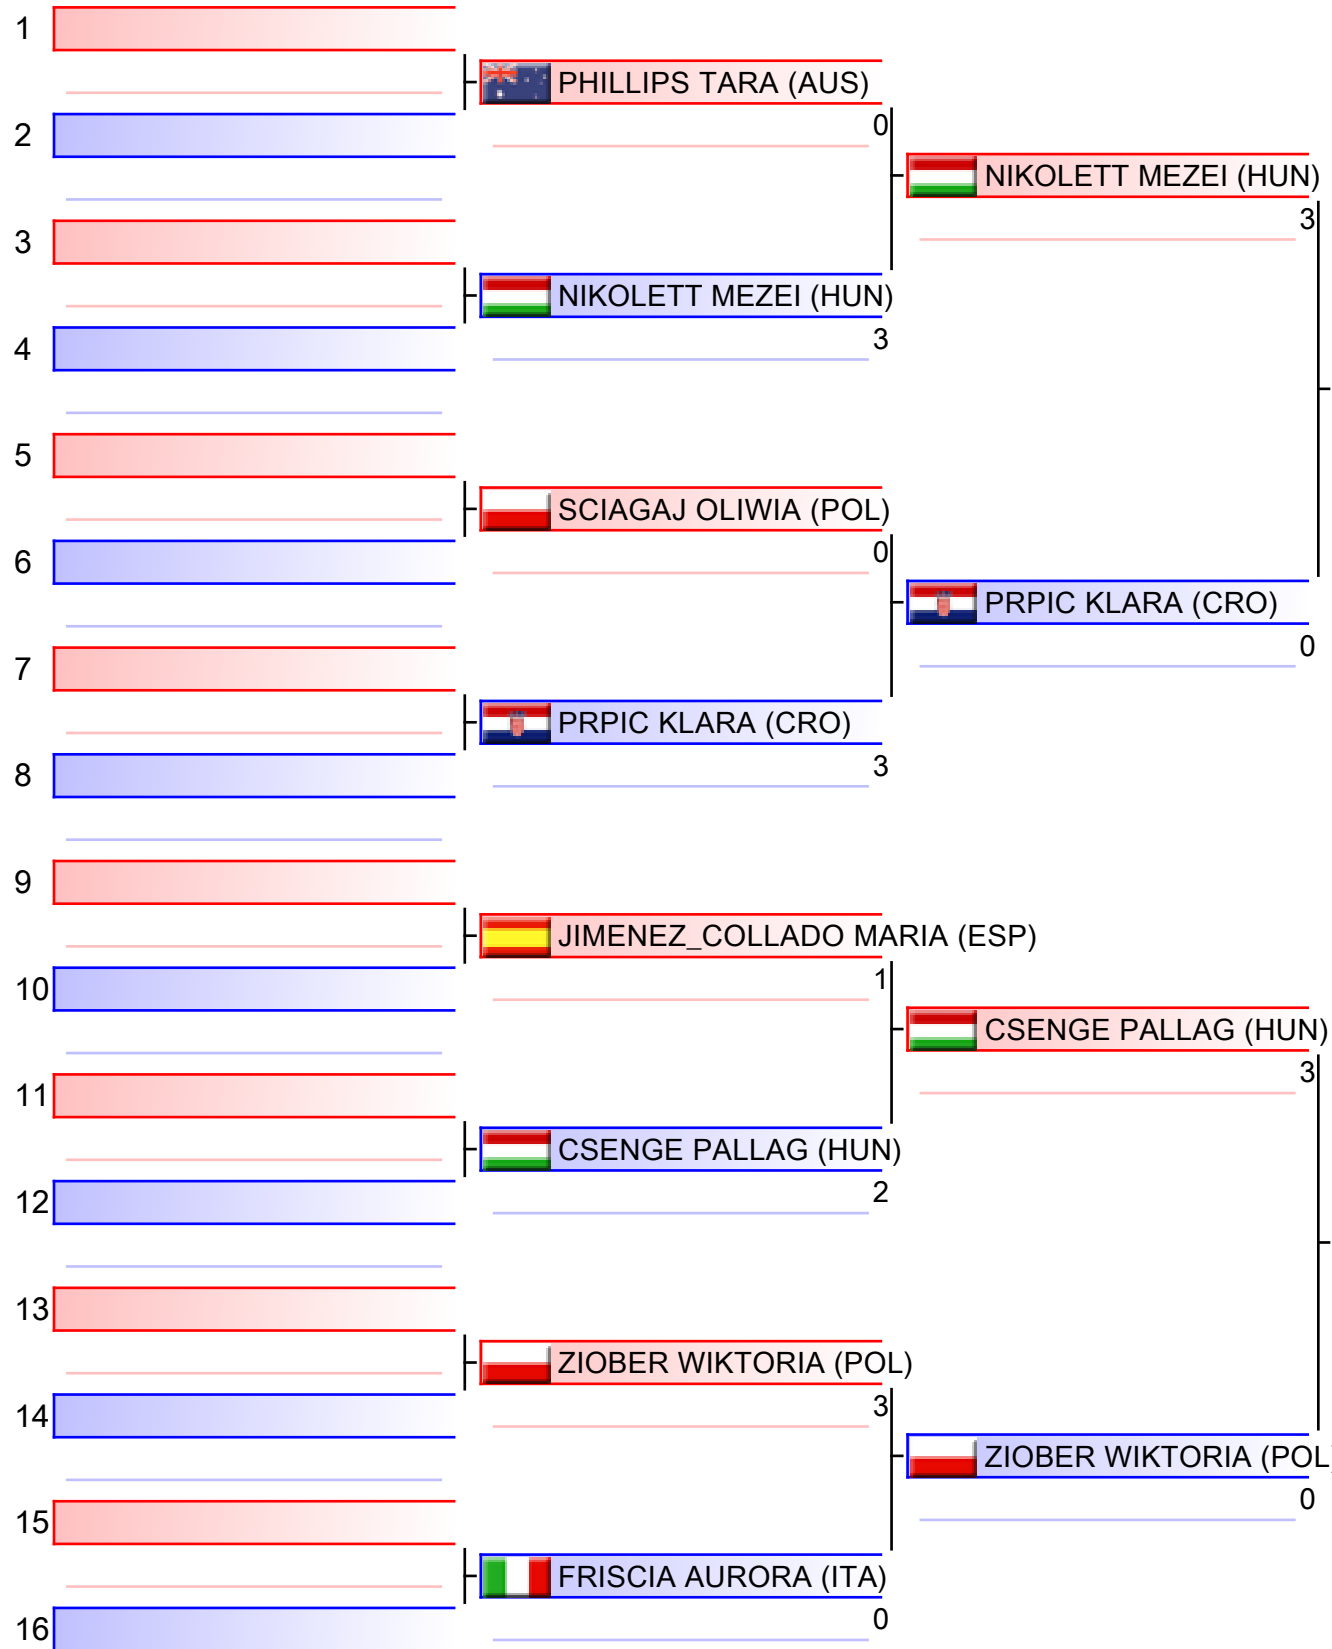 1
PHILLIPS TARA (AUS)
0
2
NIKOLETT MEZEI (HUN)
3
3
NIKOLETT MEZEI (HUN)
3
4
5
SCIAGAJ OLIWIA (POL)
0
6
PRPIC KLARA (CRO)
0
7
PRPIC KLARA (CRO)
3
8
9
JIMENEZ_COLLADO MARIA (ESP)
1
10
CSENGE PALLAG (HUN)
3
11
CSENGE PALLAG (HUN)
2
12
13
ZIOBER WIKTORIA (POL)
3
14
ZIOBER WIKTORIA (POL)
0
15
FRISCIA AURORA (ITA)
0
16